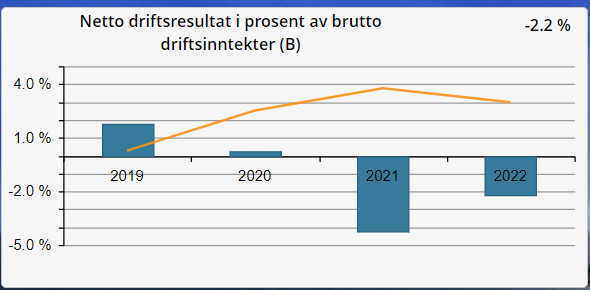 Netto driftsresultat i prosent av brutto
driftsinntekter (B)
-2.2 %
4.0 %
1.0 %
-2.0 %
-5.0 %
2019 2020 2021 2022